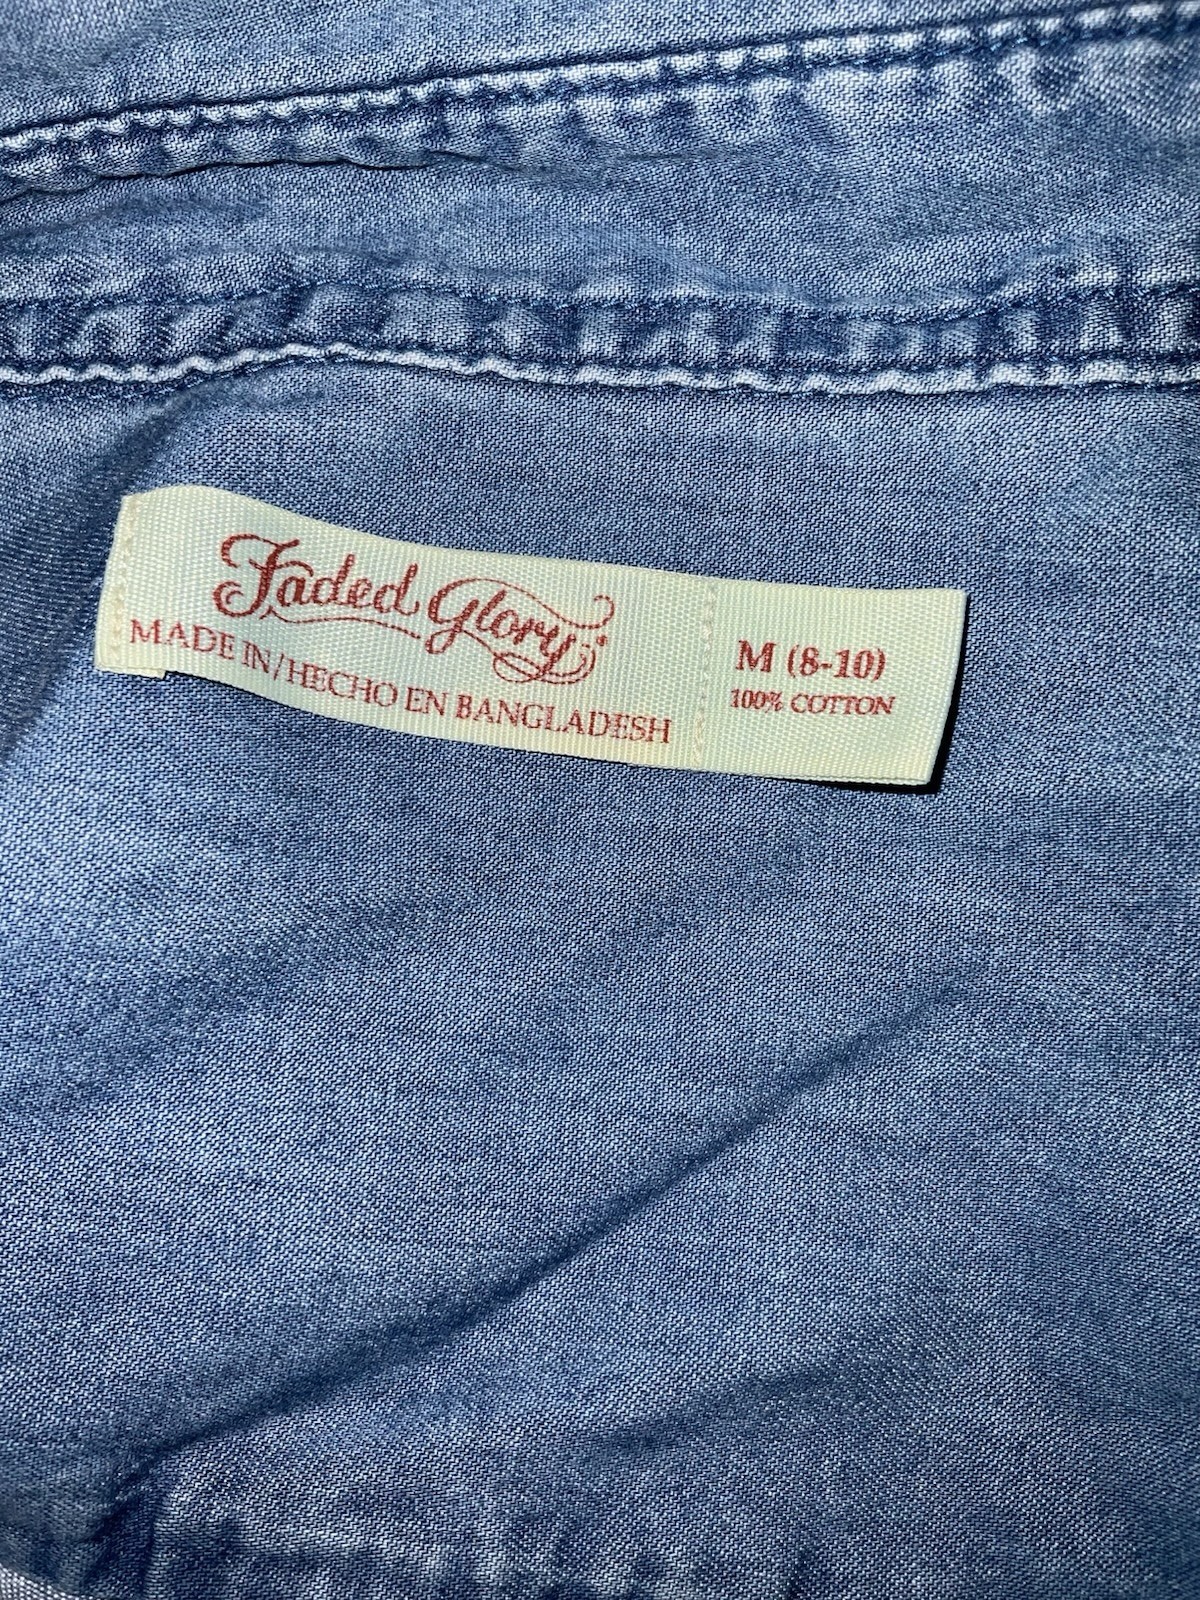 Faded Glory
MADE IN/HECHO EN BANGLADESH
M (8-10)
100% COTTON